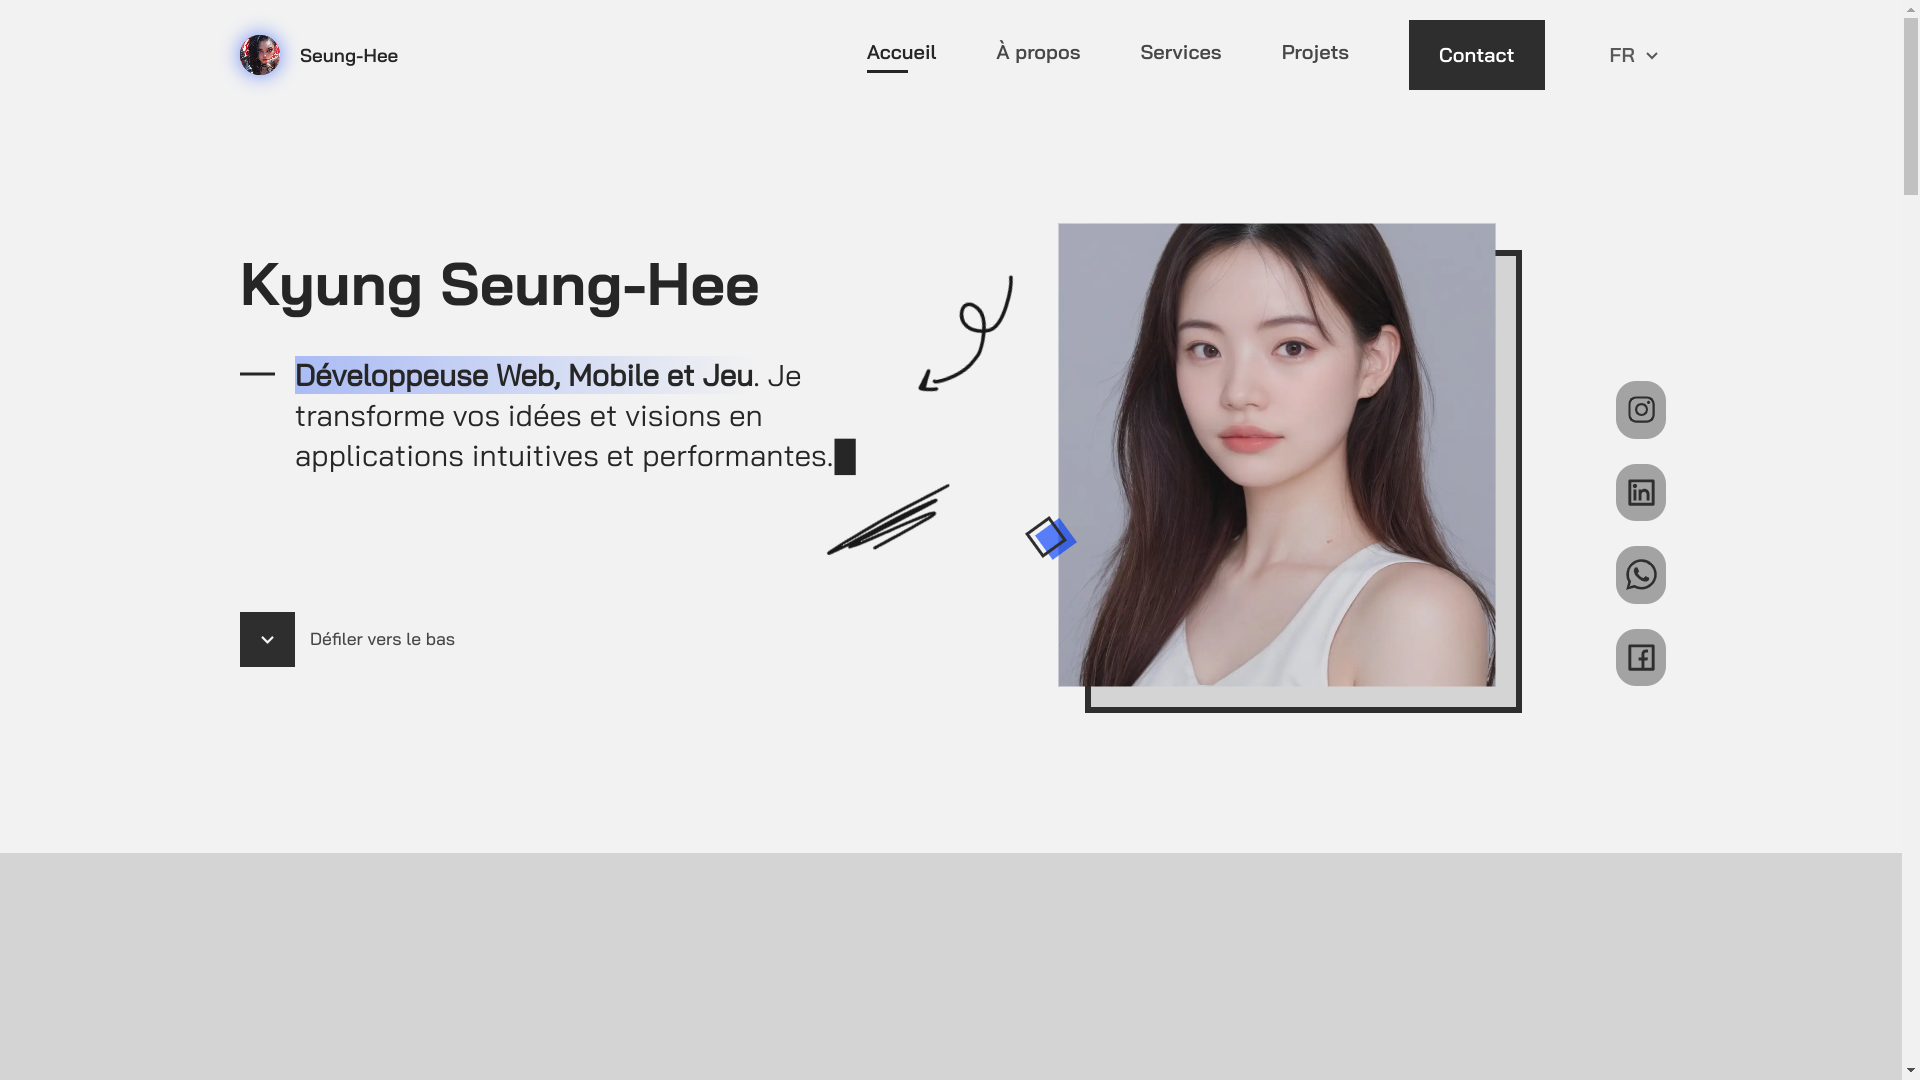 Seung-Hee
Accueil
À propos
Services
Projets
Contact
FR
Kyung Seung-Hee
Développeuse Web, Mobile et Jeu. Je
transforme vos idées et visions en
applications intuitives et performantes.
Défiler vers le bas